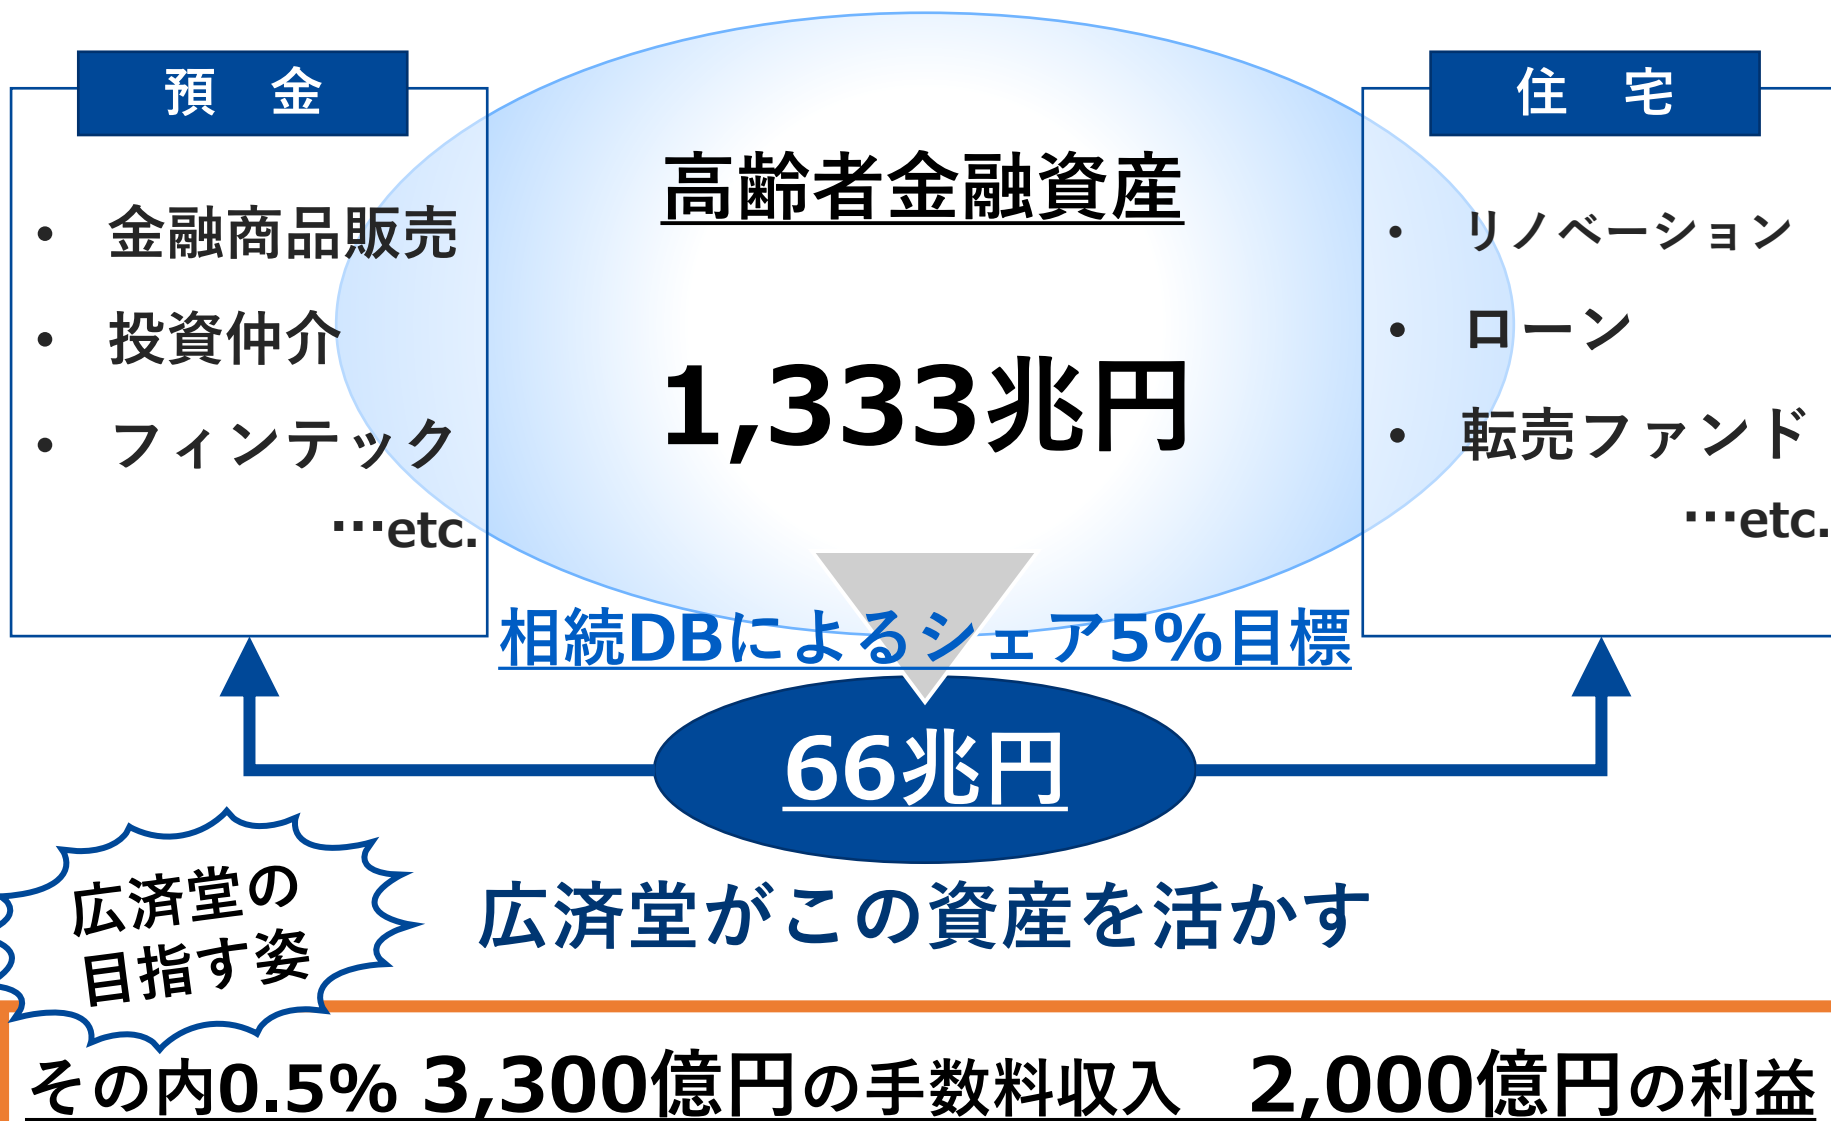 預　金
• 金融商品販売
• 投資仲介
• フィンテック
…etc.
高齢者金融資産
1,333兆円
住　宅
• リノベーション
• ローン
• 転売ファンド
…etc.
相続DBによるシェア5%目標
66兆円
広済堂がこの資産を活かす
広済堂の
目指す姿
その内0.5% 3,300億円の手数料収入　2,000億円の利益